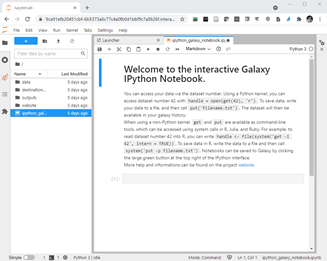 jupyterlab
9ca91efb20451cbf-6b3373a6c77c4a0fb0d1bbf8c7a8626f.intera
File Edit View Run Kernel Tabs Settings Help
Filter files by name
/
Name Last Modified
data 8 days ago
destination... 8 days ago
outputs 8 days ago
website 8 days ago
ipython_gal... 8 days ago
Launcher
ipython_galaxy_notebook.ip
Markdown
Python 3
Welcome to the interactive Galaxy
IPython Notebook.
You can access your data via the dataset number. Using a Python kernel, you can
access dataset number 42 with handle = open(get(42), 'r') . To save data, write
your data to a file, and then call put('filename.txt') . The dataset will then be
available in your galaxy history.
When using a non-Python kernel, get and put are available as command-line
tools, which can be accessed using system calls in R, Julia, and Ruby. For example, to
read dataset number 42 into R, you can write handle <- file(system('get -i
42', intern = TRUE)) . To save data in R, write the data to a file and then call
system('put -p filename.txt') . Notebooks can be saved to Galaxy by clicking
the large green button at the top right of the IPython interface.
More help and informations can be found on the project website.
[ ]:
Simple
Python 3 | Idle
Mode: Command
Ln 1, Col 1
ipython_galaxy_notebook.ipynb